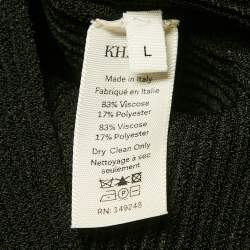 L
Made in Italy
Fabriqué en Italie
83% Viscose
17% Polyester
83% Viscose
17% Polyester
Dry Clean Only
Nettoyage à sec
seulement
RN: 149248